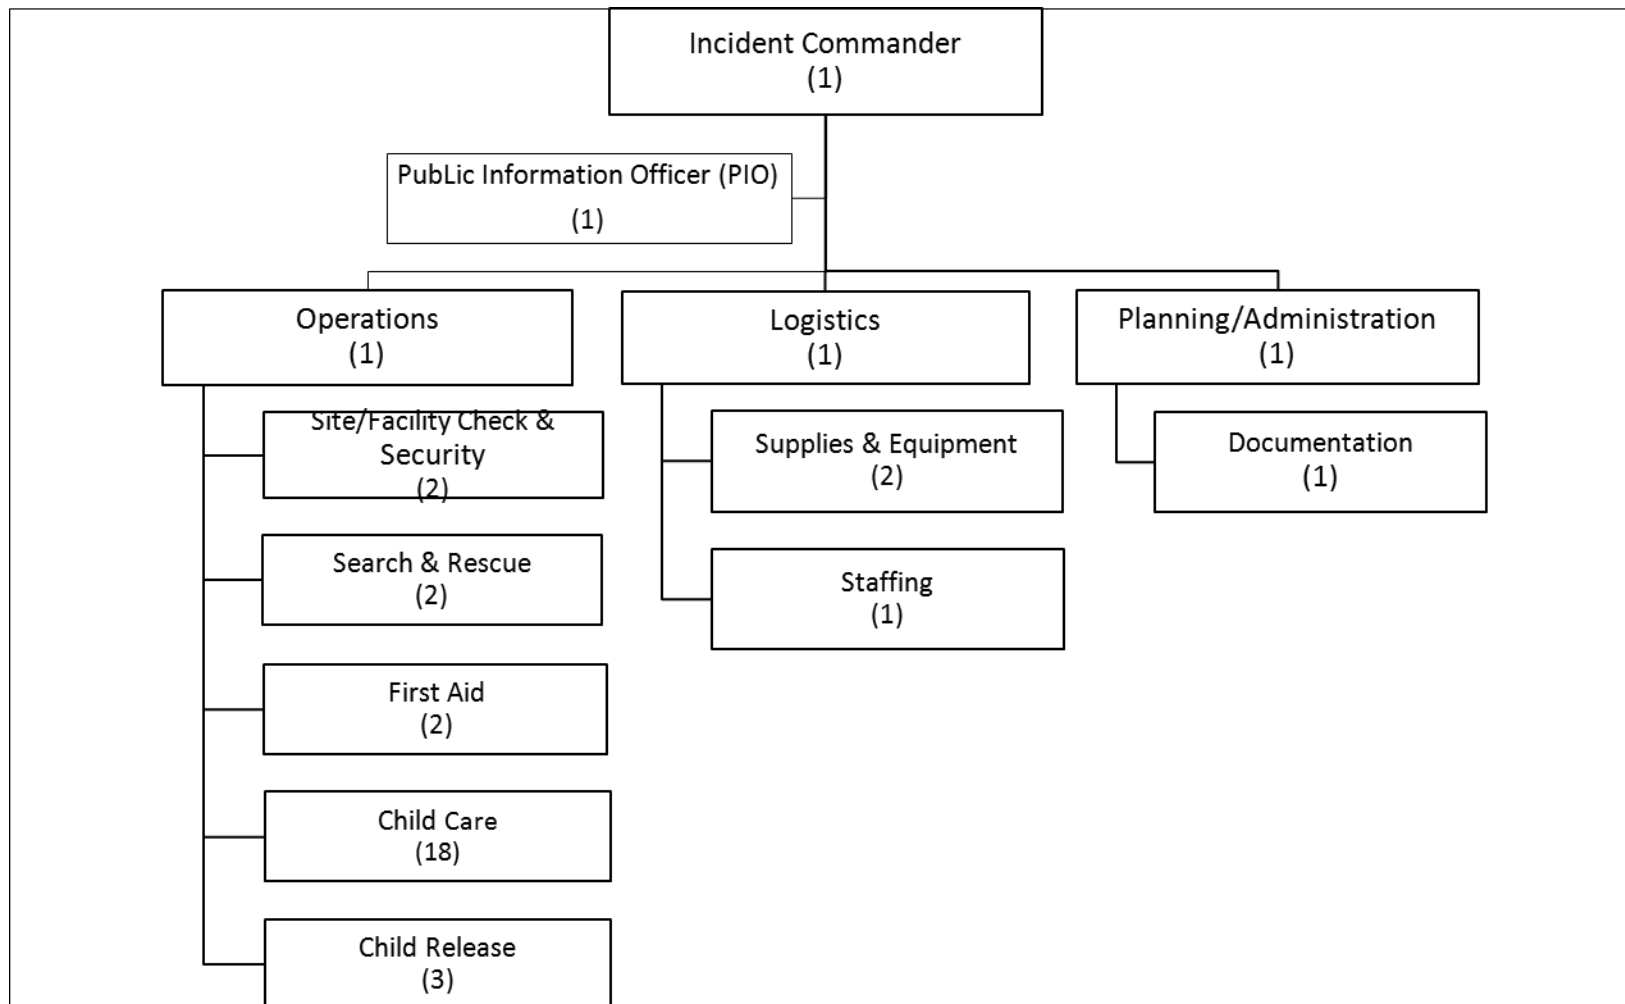 Incident Commander
(1)
PubLic Information Officer (PIO)
(1)
Operations
(1)
Logistics
(1)
Planning/Administration
(1)
Site/Facility Check &
Security
(2)
Supplies & Equipment
(2)
Documentation
(1)
Search & Rescue
(2)
Staffing
(1)
First Aid
(2)
Child Care
(18)
Child Release
(3)